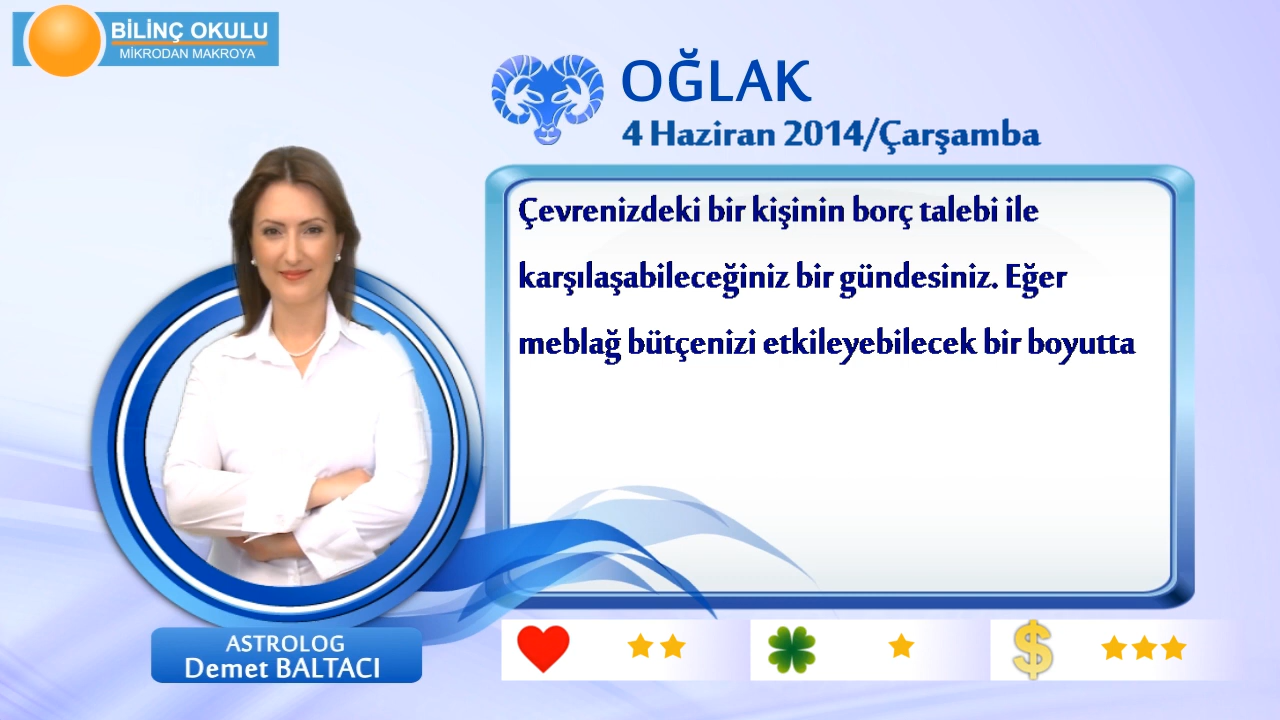 BİLİNÇ OKULU
MİKRODAN MAKROYA
OĞLAK
4 Haziran 2014/Çarşamba
Çevrenizdeki bir kişinin borç talebi ile
karşılaşabileceğiniz bir gündesiniz. Eğer
meblağ bütçenizi etkileyebilecek bir boyutta
ASTROLOG
Demet BALTACI